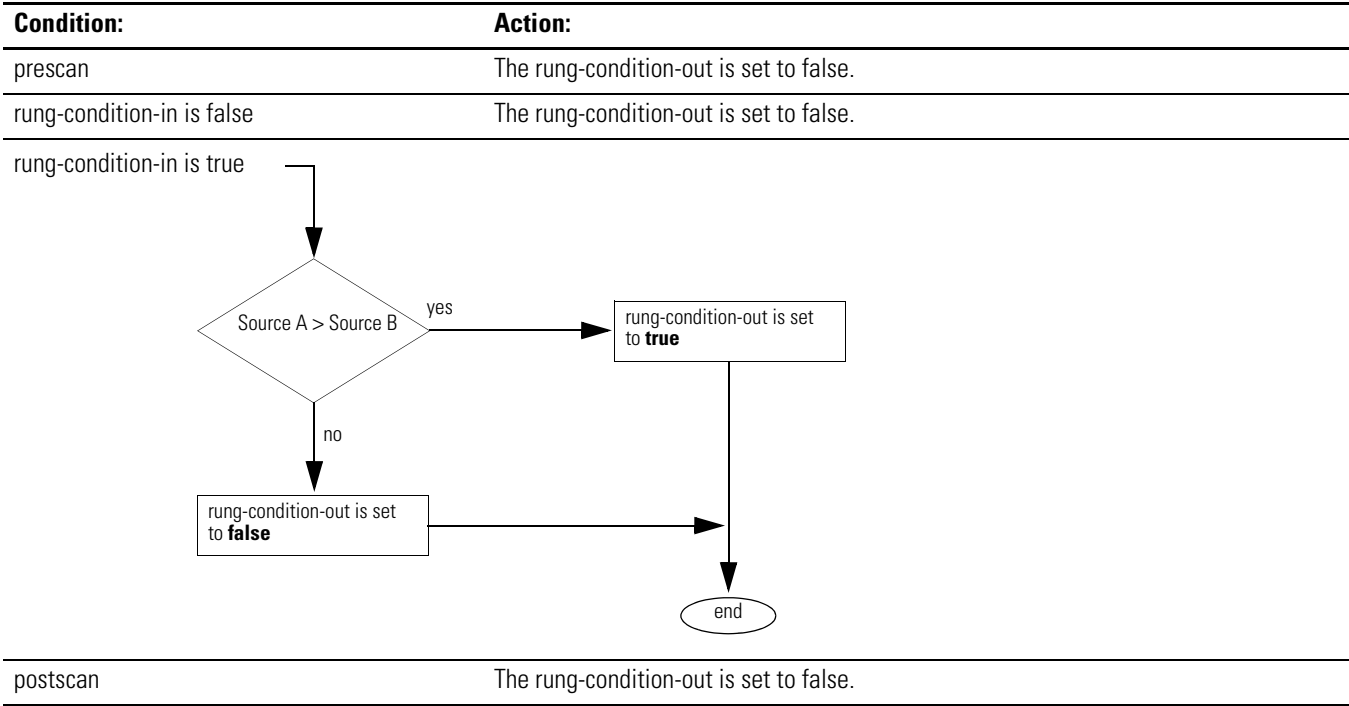 Condition: Action:
prescan The rung-condition-out is set to false.
rung-condition-in is false The rung-condition-out is set to false.
rung-condition-in is true
Source A > Source B
yes
rung-condition-out is set
to true
no
rung-condition-out is set
to false
end
postscan The rung-condition-out is set to false.